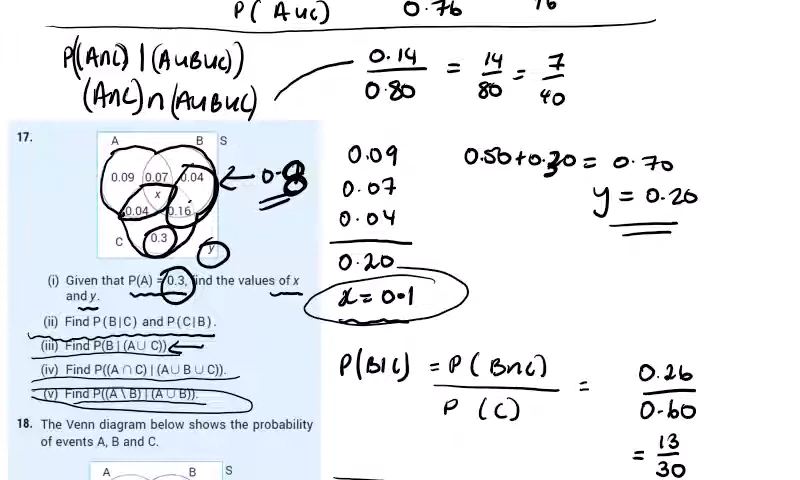 P( AUC) 0.76 76
P((A∩C) | (AUBUC)) 0.14/0.80 = 14/80 = 7/40
(A∩C)∩(AUBUC)
17.
A B S
0.09 0.07 0.04
x
0.04 0.16
C 0.3 y
0.8
(i) Given that P(A) = 0.3, find the values of x
and y.
(ii) Find P(B|C) and P(C|B).
(iii) Find P(B | (A∪ C))
(iv) Find P((A ∩ C) | (A ∪ B ∪ C)).
(v) Find P((A \ B) | (A ∪ B)).
18. The Venn diagram below shows the probability
of events A, B and C.
A B S
0.09
0.07
0.04
0.20
x = 0.1
0.50+0.20 = 0.70
y = 0.20
P(B|C) = P(B∩C)/P(C) = 0.26/0.60
= 13/30